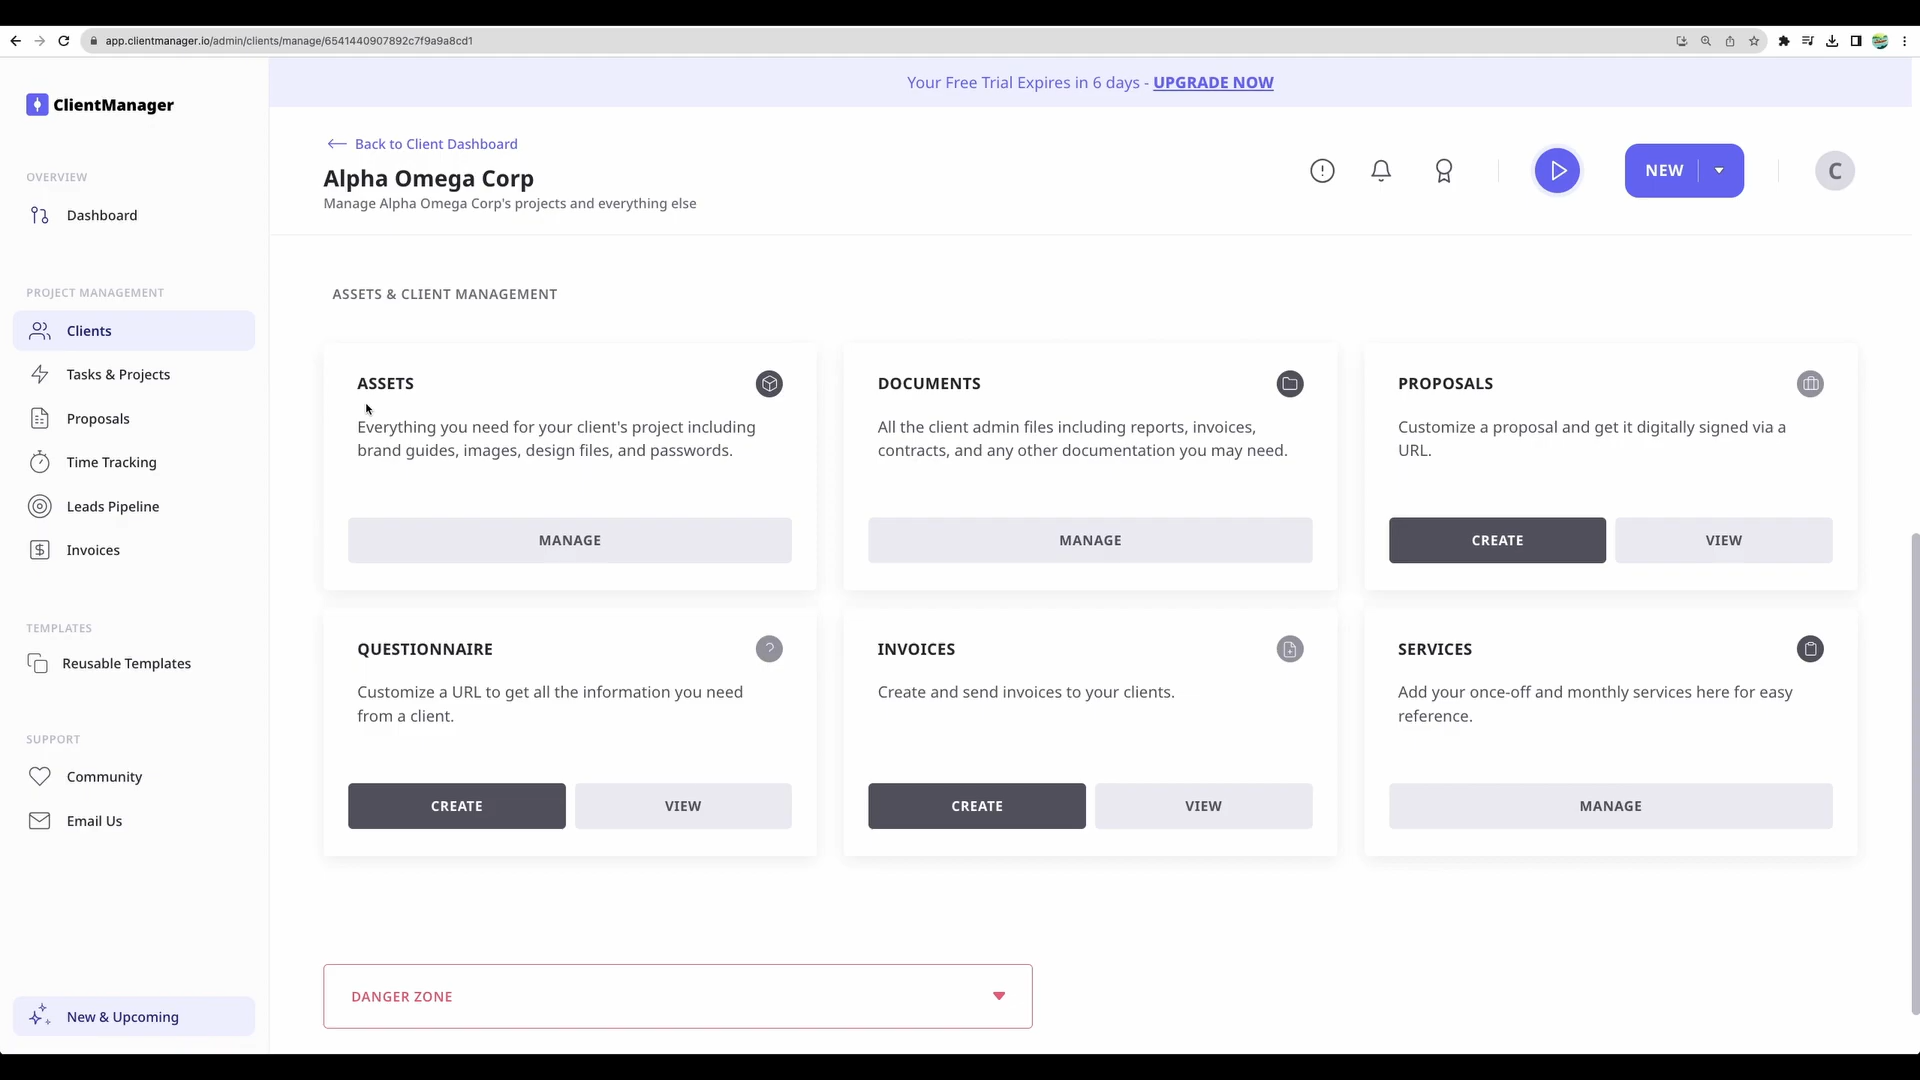 app.clientmanager.io/admin/clients/manage/6541440907892c7f9a9a8cd1
ClientManager
OVERVIEW
Dashboard
PROJECT MANAGEMENT
Clients
Tasks & Projects
Proposals
Time Tracking
Leads Pipeline
Invoices
TEMPLATES
Reusable Templates
SUPPORT
Community
Email Us
New & Upcoming
Your Free Trial Expires in 6 days - UPGRADE NOW
Back to Client Dashboard
Alpha Omega Corp
Manage Alpha Omega Corp's projects and everything else
NEW
C
ASSETS & CLIENT MANAGEMENT
ASSETS
Everything you need for your client's project including
brand guides, images, design files, and passwords.
MANAGE
DOCUMENTS
All the client admin files including reports, invoices,
contracts, and any other documentation you may need.
MANAGE
PROPOSALS
Customize a proposal and get it digitally signed via a
URL.
CREATE
VIEW
QUESTIONNAIRE
Customize a URL to get all the information you need
from a client.
CREATE
VIEW
INVOICES
Create and send invoices to your clients.
CREATE
VIEW
SERVICES
Add your once-off and monthly services here for easy
reference.
MANAGE
DANGER ZONE